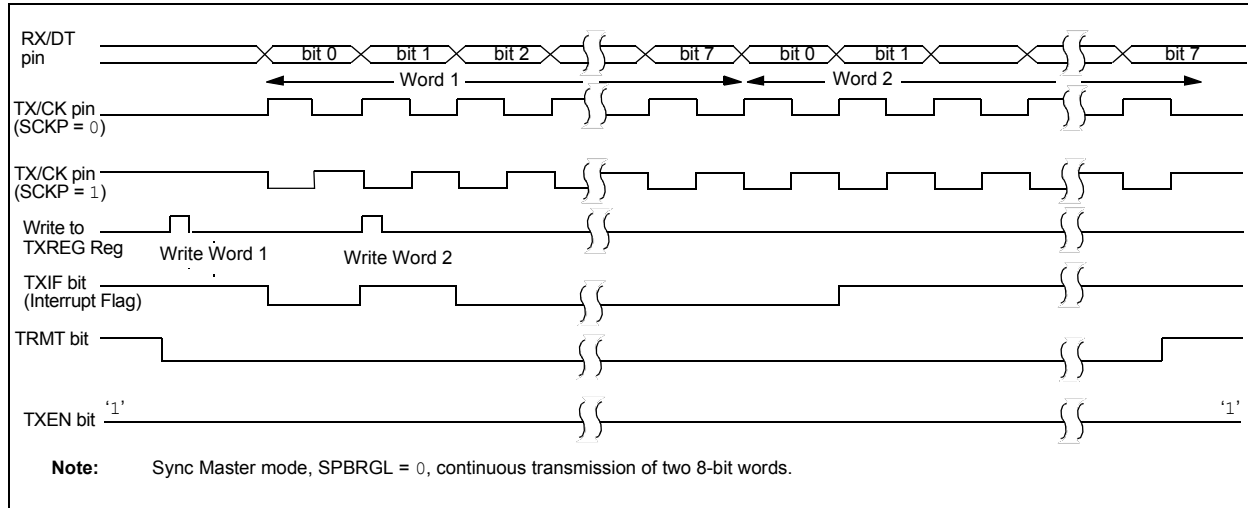 RX/DT
pin
bit 0 bit 1 bit 2 bit 7 bit 0 bit 1 bit 7
Word 1 Word 2
TX/CK pin
(SCKP = 0)
TX/CK pin
(SCKP = 1)
Write to
TXREG Reg
Write Word 1 Write Word 2
TXIF bit
(Interrupt Flag)
TRMT bit
TXEN bit ‘1’ ‘1’
Note: Sync Master mode, SPBRGL = 0, continuous transmission of two 8-bit words.